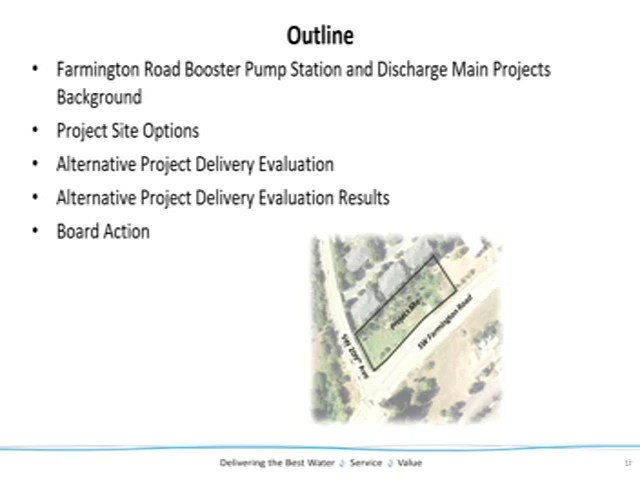 Outline
• Farmington Road Booster Pump Station and Discharge Main Projects
Background
• Project Site Options
• Alternative Project Delivery Evaluation
• Alternative Project Delivery Evaluation Results
• Board Action
Project Site
SW Farmington Road
Delivering the Best Water Service Value